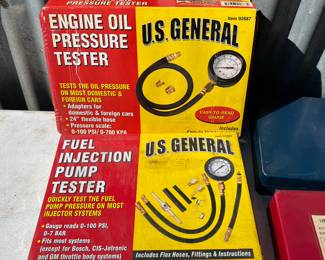 ENGINE OIL
PRESSURE
TESTER
U.S. GENERAL
Item 92687
TESTS THE OIL PRESSURE
ON MOST DOMESTIC &
FOREIGN CARS
• Adapters for
domestic & foreign cars
• 24" flexible hose
• Pressure scale:
0-100 PSI/ 0-700 KPA
EASY-TO-READ
GAUGE
Includes
FUEL
INJECTION
PUMP
TESTER
U.S. GENERAL
QUICKLY TEST THE FUEL
PUMP PRESSURE ON MOST
INJECTOR SYSTEMS
• Gauge reads 0-100 PSI,
0-7 BAR
• Fits most systems
(except for Bosch, CIS-Jetronic
and GM throttle body systems)
Includes Flex Hoses, Fittings & Instructions